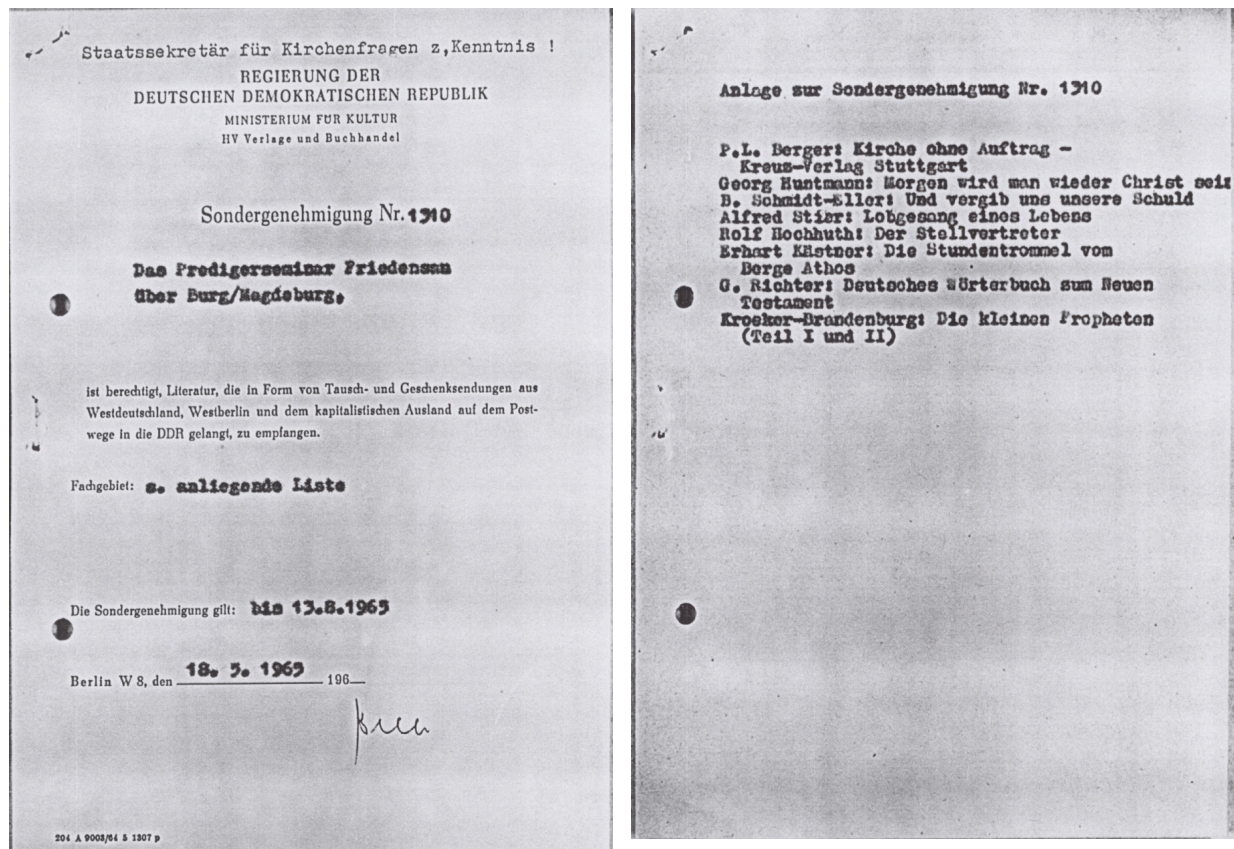 Staatssekretär für Kirchenfragen z,Kenntnis !
REGIERUNG DER
DEUTSCHEN DEMOKRATISCHEN REPUBLIK
MINISTERIUM FÜR KULTUR
HV Verlage und Buchhandel
Sondergenehmigung Nr. 1310
Das Predigerseminar Friedensau
über Burg/Magdeburg,
ist berechtigt, Literatur, die in Form von Tausch- und Geschenksendungen aus
Westdeutschland, Westberlin und dem kapitalistischen Ausland auf dem Post-
wege in die DDR gelangt, zu empfangen.
Fachgebiet: s. anliegende Liste
Die Sondergenehmigung gilt: bis 13.8.1965
Berlin W 8, den 18. 5. 1965 196
204 A 9003/64 5 1307 p
Anlage zur Sondergenehmigung Nr. 1310
P.L. Berger: Kirche ohne Auftrag -
Kreuz-Verlag Stuttgart
Georg Huntmann: Morgen wird man wieder Christ sein
B. Schmidt-Eller: Und vergib uns unsere Schuld
Alfred Stier: Lobgesang eines Lebens
Rolf Hochhuth: Der Stellvertreter
Erhart Kästner: Die Stundentrommel vom
Berge Athos
G. Richter: Deutsches Wörterbuch zum Neuen
Testament
Kroeker-Brandenburg: Die kleinen Propheten
(Teil I und II)